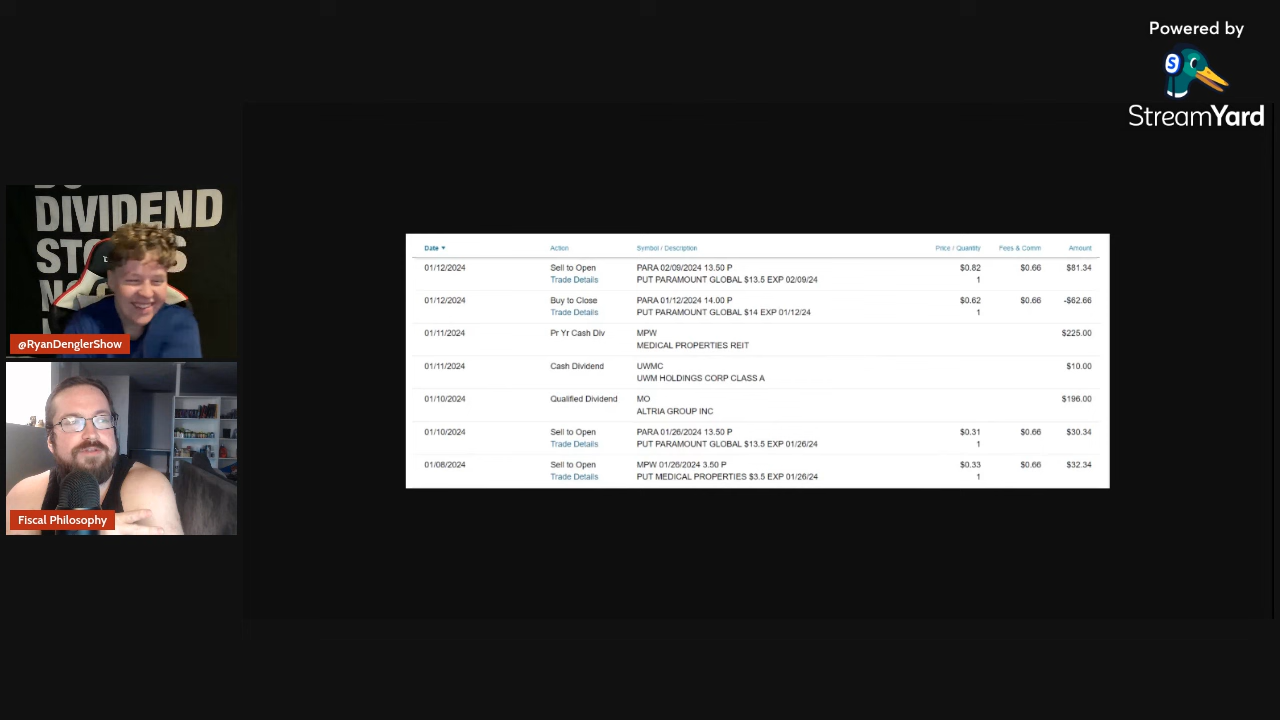 Powered by
S
StreamYard
DIVIDEND
@RyanDenglerShow
Fiscal Philosophy
Date Action Symbol / Description Price / Quantity Fees & Comm Amount
01/12/2024 Sell to Open PARA 02/09/2024 13.50 P $0.82 $0.66 $81.34
Trade Details PUT PARAMOUNT GLOBAL $13.5 EXP 02/09/24 1
01/12/2024 Buy to Close PARA 01/12/2024 14.00 P $0.62 $0.66 -$62.66
Trade Details PUT PARAMOUNT GLOBAL $14 EXP 01/12/24 1
01/11/2024 Pr Yr Cash Div MPW $225.00
MEDICAL PROPERTIES REIT
01/11/2024 Cash Dividend UWMC $10.00
UWM HOLDINGS CORP CLASS A
01/10/2024 Qualified Dividend MO $196.00
ALTRIA GROUP INC
01/10/2024 Sell to Open PARA 01/26/2024 13.50 P $0.31 $0.66 $30.34
Trade Details PUT PARAMOUNT GLOBAL $13.5 EXP 01/26/24 1
01/08/2024 Sell to Open MPW 01/26/2024 3.50 P $0.33 $0.66 $32.34
Trade Details PUT MEDICAL PROPERTIES $3.5 EXP 01/26/24 1